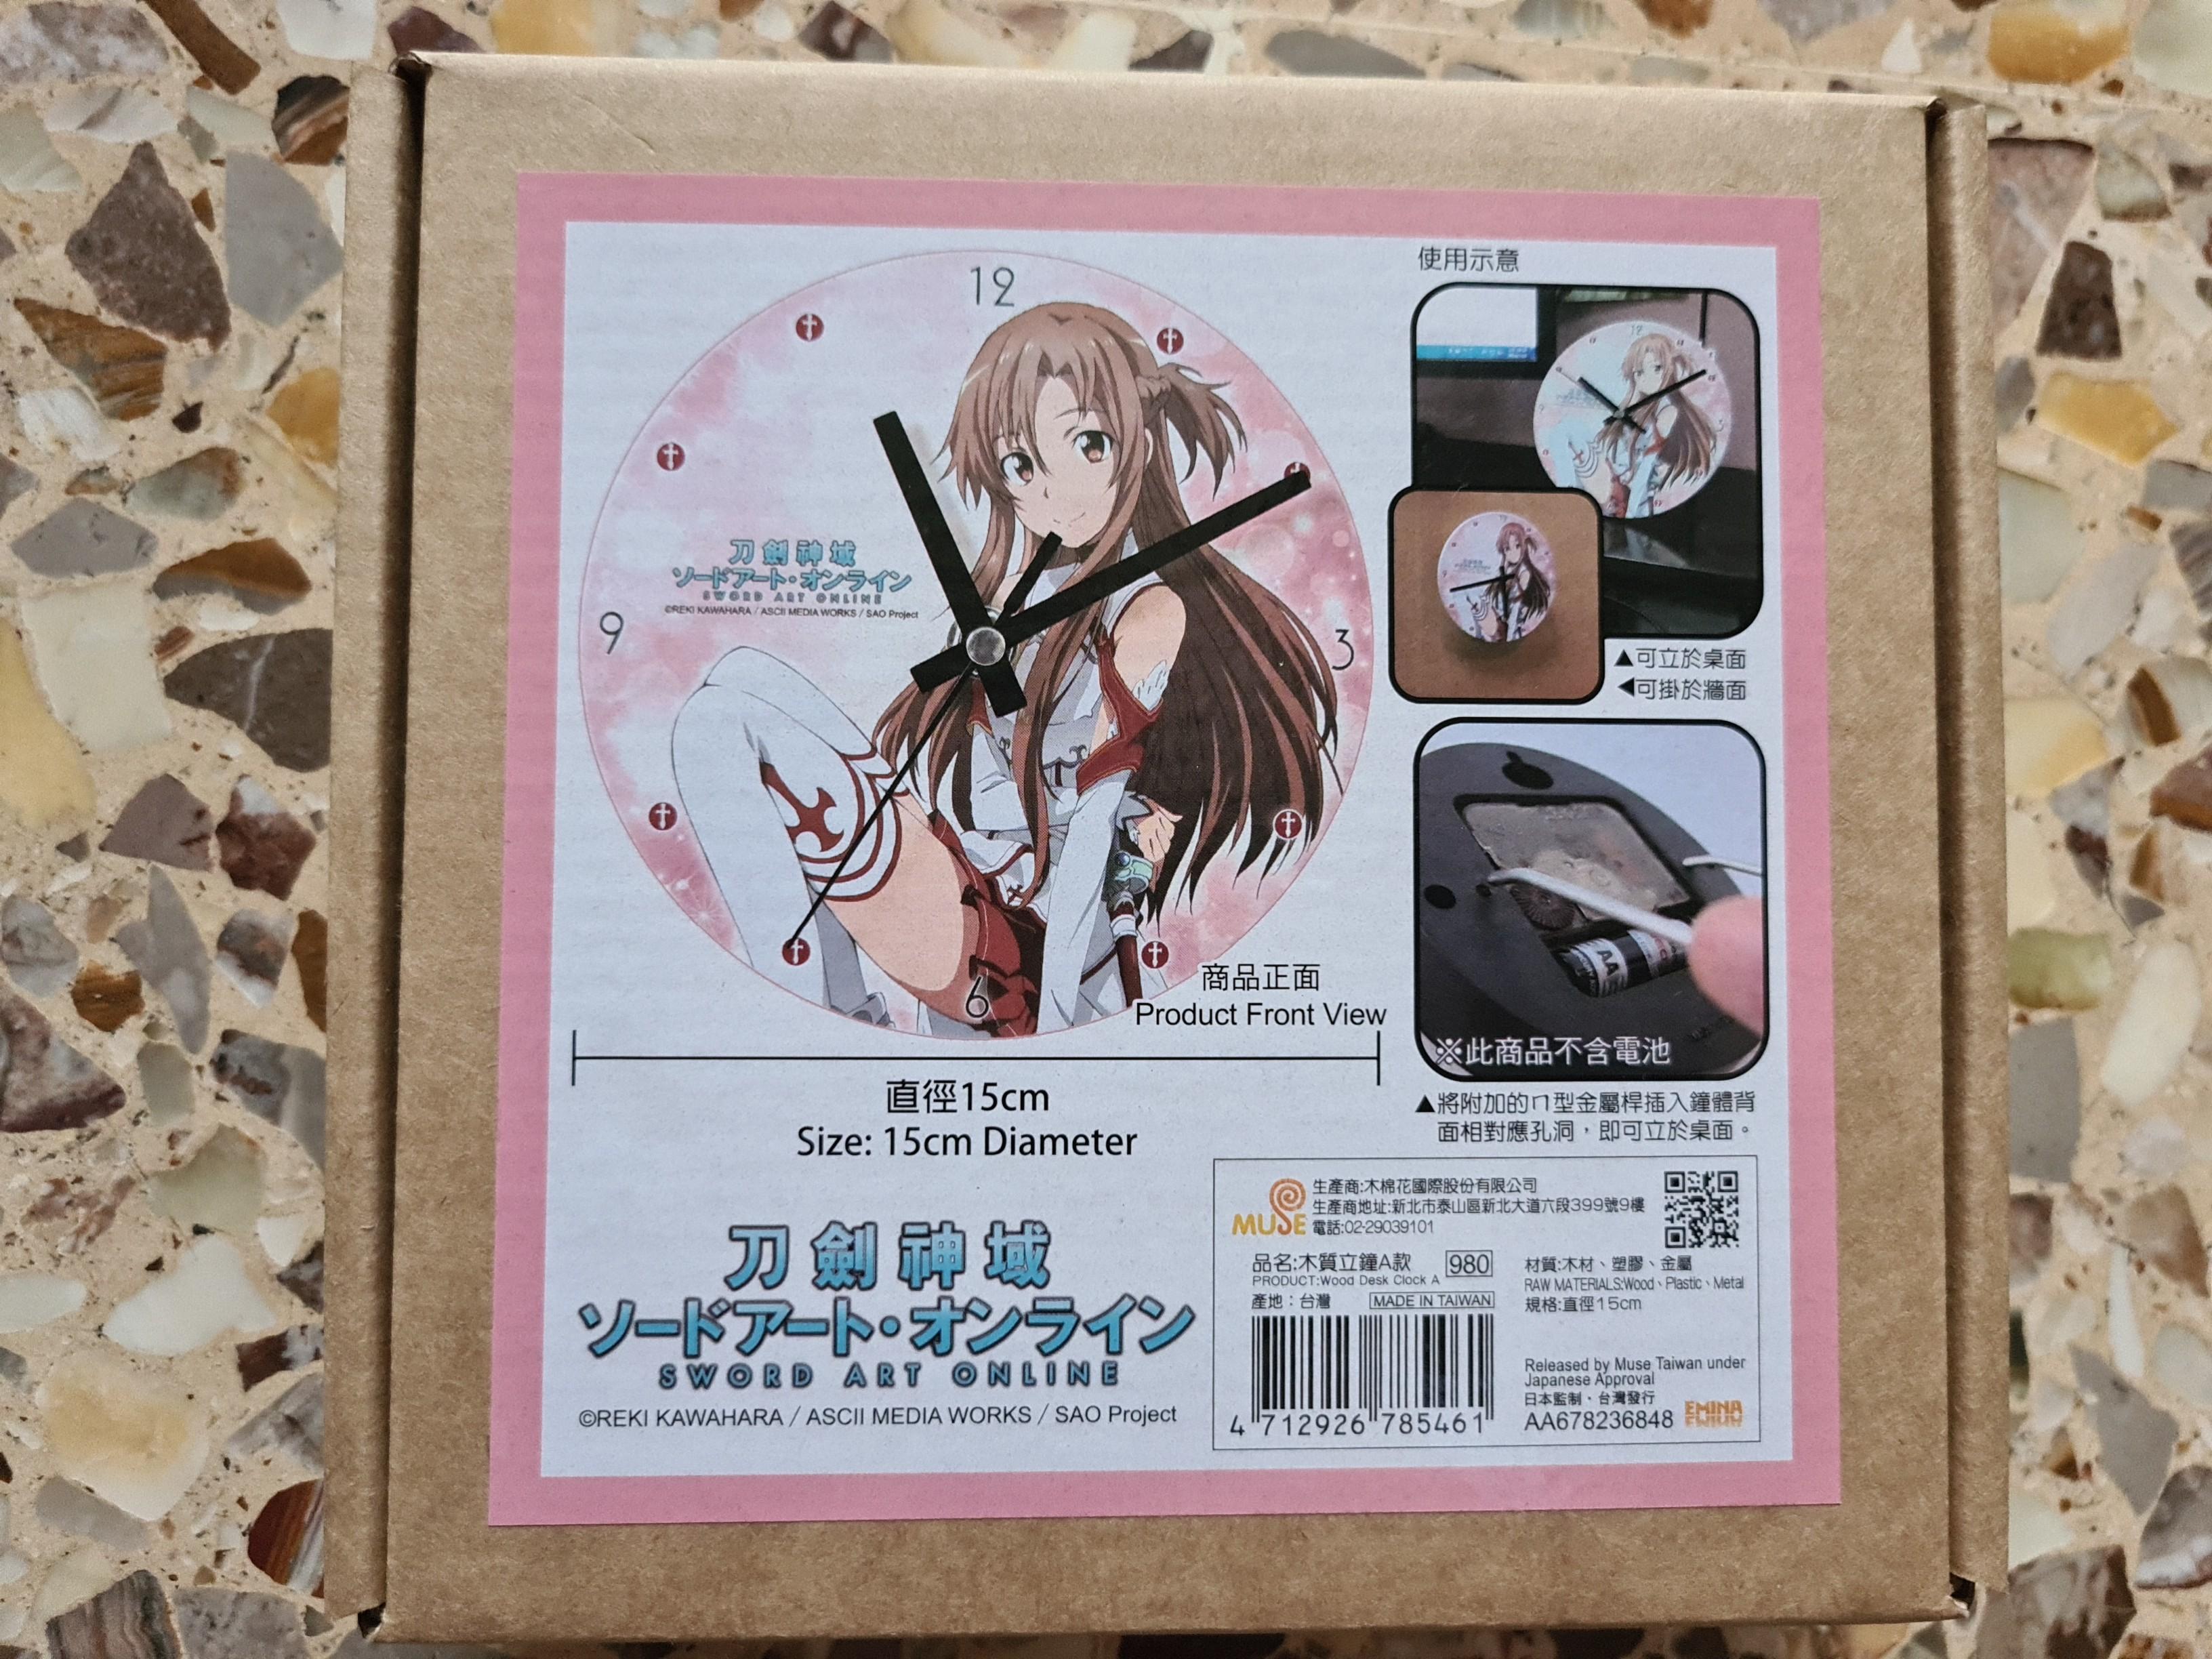 12
3
6
9
刀劍神域
ソードアート・オンライン
SWORD ART ONLINE
©REKI KAWAHARA / ASCII MEDIA WORKS / SAO Project
商品正面
Product Front View
直徑15cm
Size: 15cm Diameter
刀劍神域
ソードアート・オンライン
SWORD ART ONLINE
©REKI KAWAHARA / ASCII MEDIA WORKS / SAO Project
使用示意
▲可立於桌面
◀可掛於牆面
AA
※此商品不含電池
▲將附加的ㄇ型金屬桿插入鐘體背
面相對應孔洞，即可立於桌面。
MUSE
生產商:木棉花國際股份有限公司
生產商地址:新北市泰山區新北大道六段399號9樓
電話:02-29039101
品名:木質立鐘A款 980
PRODUCT:Wood Desk Clock A
產地：台灣 MADE IN TAIWAN
4 712926 785461
材質:木材、塑膠、金屬
RAW MATERIALS:Wood、Plastic、Metal
規格:直徑15cm
Released by Muse Taiwan under
Japanese Approval
日本監制、台灣發行
AA678236848
EMINA